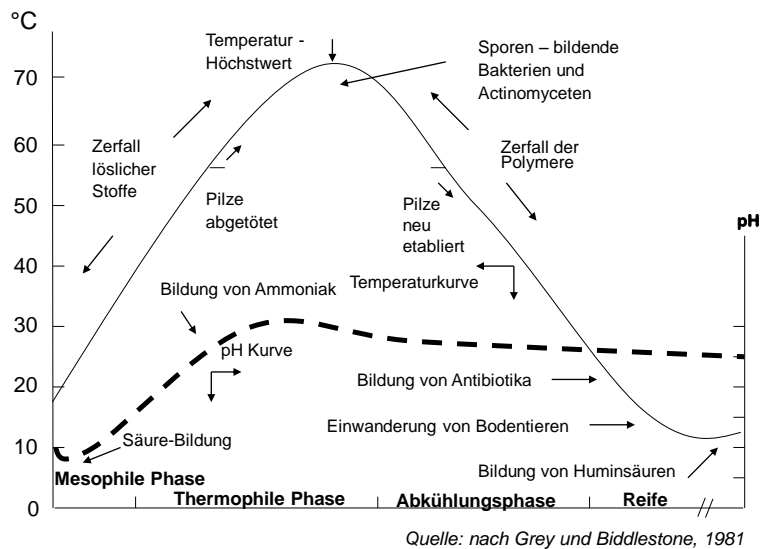 °C
70
60
50
40
30
20
10
0
Temperatur -
Höchstwert
Sporen – bildende
Bakterien und
Actinomyceten
Zerfall
löslicher
Stoffe
Zerfall der
Polymere
Pilze
abgetötet
Pilze
neu
etabliert
pH
Bildung von Ammoniak
Temperaturkurve
pH Kurve
Bildung von Antibiotika
Säure-Bildung
Einwanderung von Bodentieren
Bildung von Huminsäuren
Mesophile Phase
Thermophile Phase
Abkühlungsphase
Reife
Quelle: nach Grey und Biddlestone, 1981